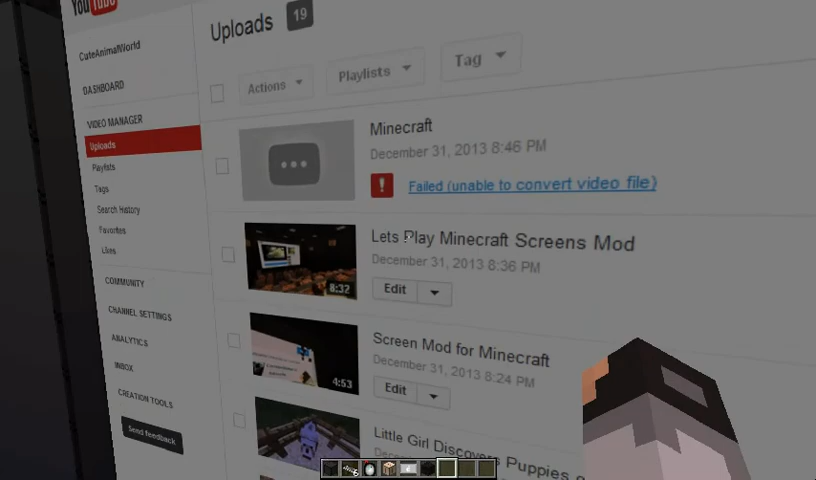 YouTube
Uploads 19
CuteAnimalWorld
DASHBOARD
VIDEO MANAGER
Uploads
Playlists
Tags
Search History
Favorites
Likes
COMMUNITY
CHANNEL SETTINGS
ANALYTICS
INBOX
CREATION TOOLS
Send feedback
Actions Playlists Tag
Minecraft
December 31, 2013 8:46 PM
! Failed (unable to convert video file)
Lets Play Minecraft Screens Mod
December 31, 2013 8:36 PM
8:32
Edit
Screen Mod for Minecraft
December 31, 2013 8:24 PM
4:53
Edit
Little Girl Discovers Puppies